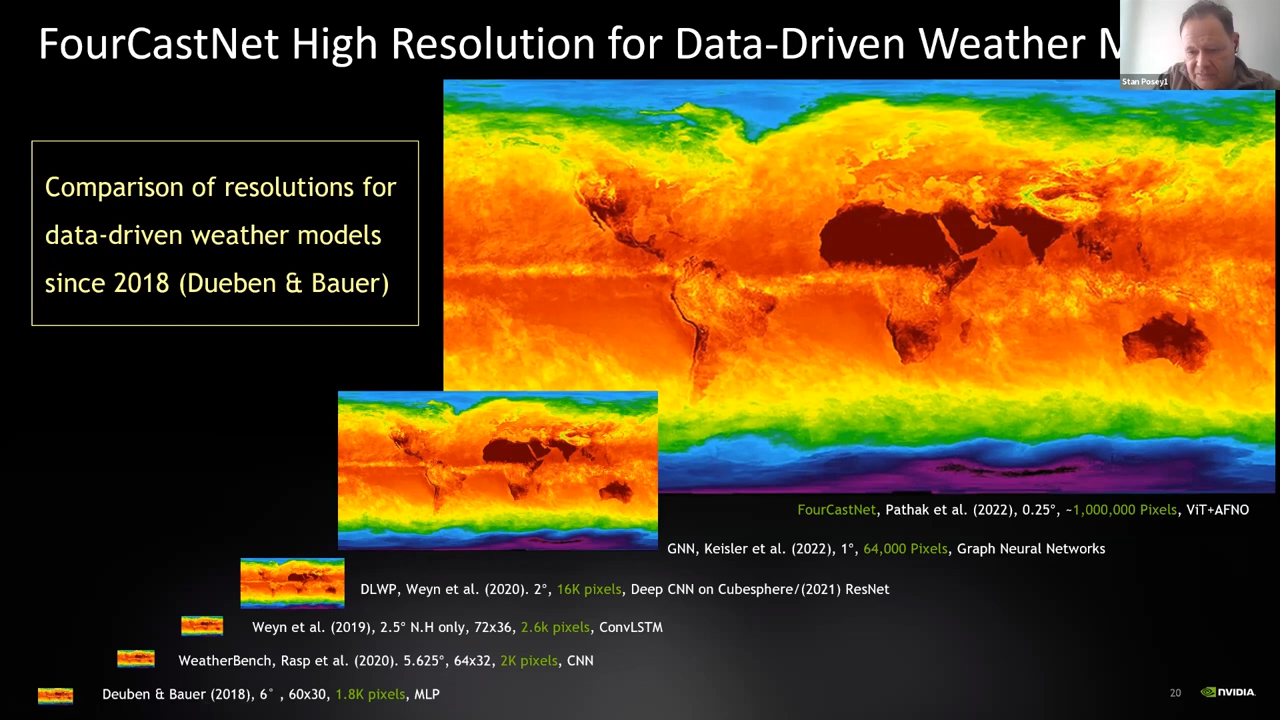 FourCastNet High Resolution for Data-Driven Weather
Stan Posey1
Comparison of resolutions for
data-driven weather models
since 2018 (Dueben & Bauer)
FourCastNet, Pathak et al. (2022), 0.25°, ~1,000,000 Pixels, ViT+AFNO
GNN, Keisler et al. (2022), 1°, 64,000 Pixels, Graph Neural Networks
DLWP, Weyn et al. (2020). 2°, 16K pixels, Deep CNN on Cubesphere/(2021) ResNet
Weyn et al. (2019), 2.5° N.H only, 72x36, 2.6k pixels, ConvLSTM
WeatherBench, Rasp et al. (2020). 5.625°, 64x32, 2K pixels, CNN
Deuben & Bauer (2018), 6° , 60x30, 1.8K pixels, MLP
20
NVIDIA.